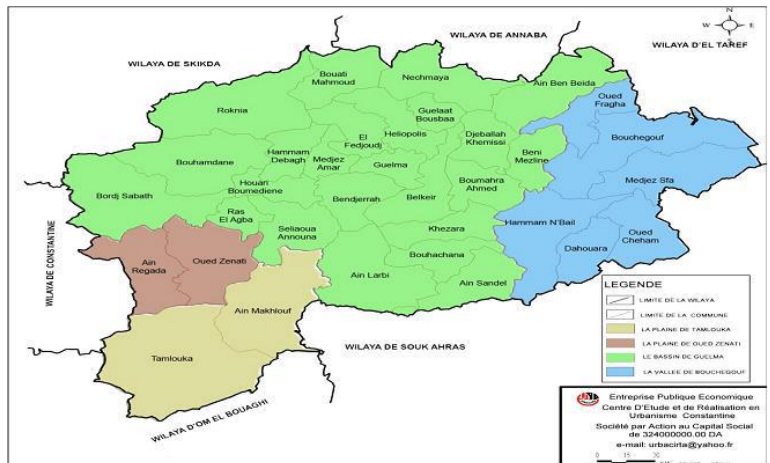 N
W
E
S
WILAYA DE ANNABA
WILAYA D'EL TAREF
WILAYA DE SKIDKA
Bouati
Mahmoud
Nechmaya
Ain Ben Beida
Oued
Fragha
Roknia
Guelaat
Bousbaa
El
Fedjoudj
Heliopolis
Djeballah
Khemissi
Bouchegouf
Bouhamdane
Hammam
Debagh
Medjez
Amar
Guelma
Beni
Mezline
Medjez Sfa
Bordj Sabath
Houari
Boumediene
Bendjerrah
Belkeir
Boumahra
Ahmed
Ras
El Agba
Seliaoua
Announa
Khezara
Hammam N'Bail
Oued
Cheham
Dahouara
WILAYA DE CONSTANTINE
Ain
Regada
Oued Zenati
Bouhachana
Ain Larbi
Ain Sandel
Ain Makhlouf
Tamlouka
WILAYA DE SOUK AHRAS
WILAYA D'OM EL BOUAGHI
LEGENDE
LIMITE DE LA WILAYA
LIMITE DE LA COMMUNE
LA PLAINE DE TAMLOUKA
LA PLAINE DE OUED ZENATI
LE BASSIN DE GUELMA
LA VALLEE DE BOUCHEGOUF
Entreprise Publique Economique
Centre D'Etude et de Réalisation en
Urbanisme Constantine
Société par Action au Capital Social
de 324000000.00 DA
e-mail: urbacirta@yahoo.fr
0 15 30